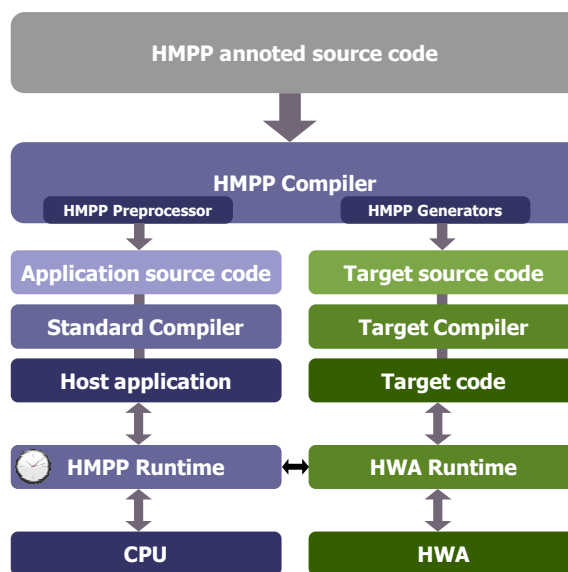 HMPP annoted source code
HMPP Compiler
HMPP Preprocessor
HMPP Generators
Application source code
Target source code
Standard Compiler
Target Compiler
Host application
Target code
HMPP Runtime
HWA Runtime
CPU
HWA